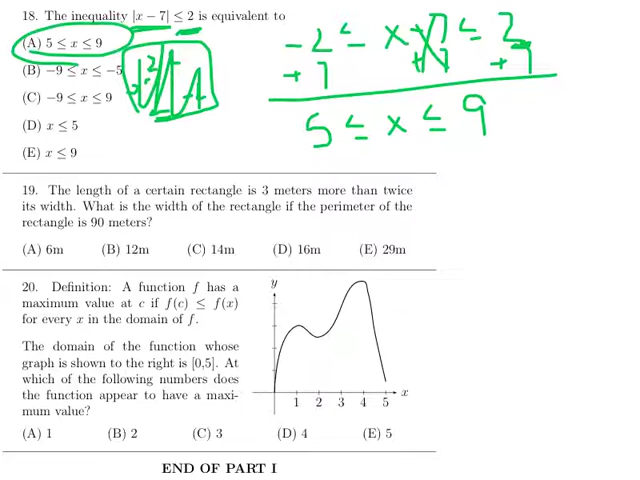 18. The inequality |x − 7| ≤ 2 is equivalent to
(A) 5 ≤ x ≤ 9
(B) −9 ≤ x ≤ −5
(C) −9 ≤ x ≤ 9
(D) x ≤ 5
(E) x ≤ 9
-2 ≤ x 7 ≤ 2
+7 +7 +7
5 ≤ x ≤ 9
19. The length of a certain rectangle is 3 meters more than twice
its width. What is the width of the rectangle if the perimeter of the
rectangle is 90 meters?
(A) 6m (B) 12m (C) 14m (D) 16m (E) 29m
20. Definition: A function f has a
maximum value at c if f(c) ≤ f(x)
for every x in the domain of f.
The domain of the function whose
graph is shown to the right is [0,5]. At
which of the following numbers does
the function appear to have a maxi-
mum value?
y
x
1 2 3 4 5
(A) 1 (B) 2 (C) 3 (D) 4 (E) 5
END OF PART I